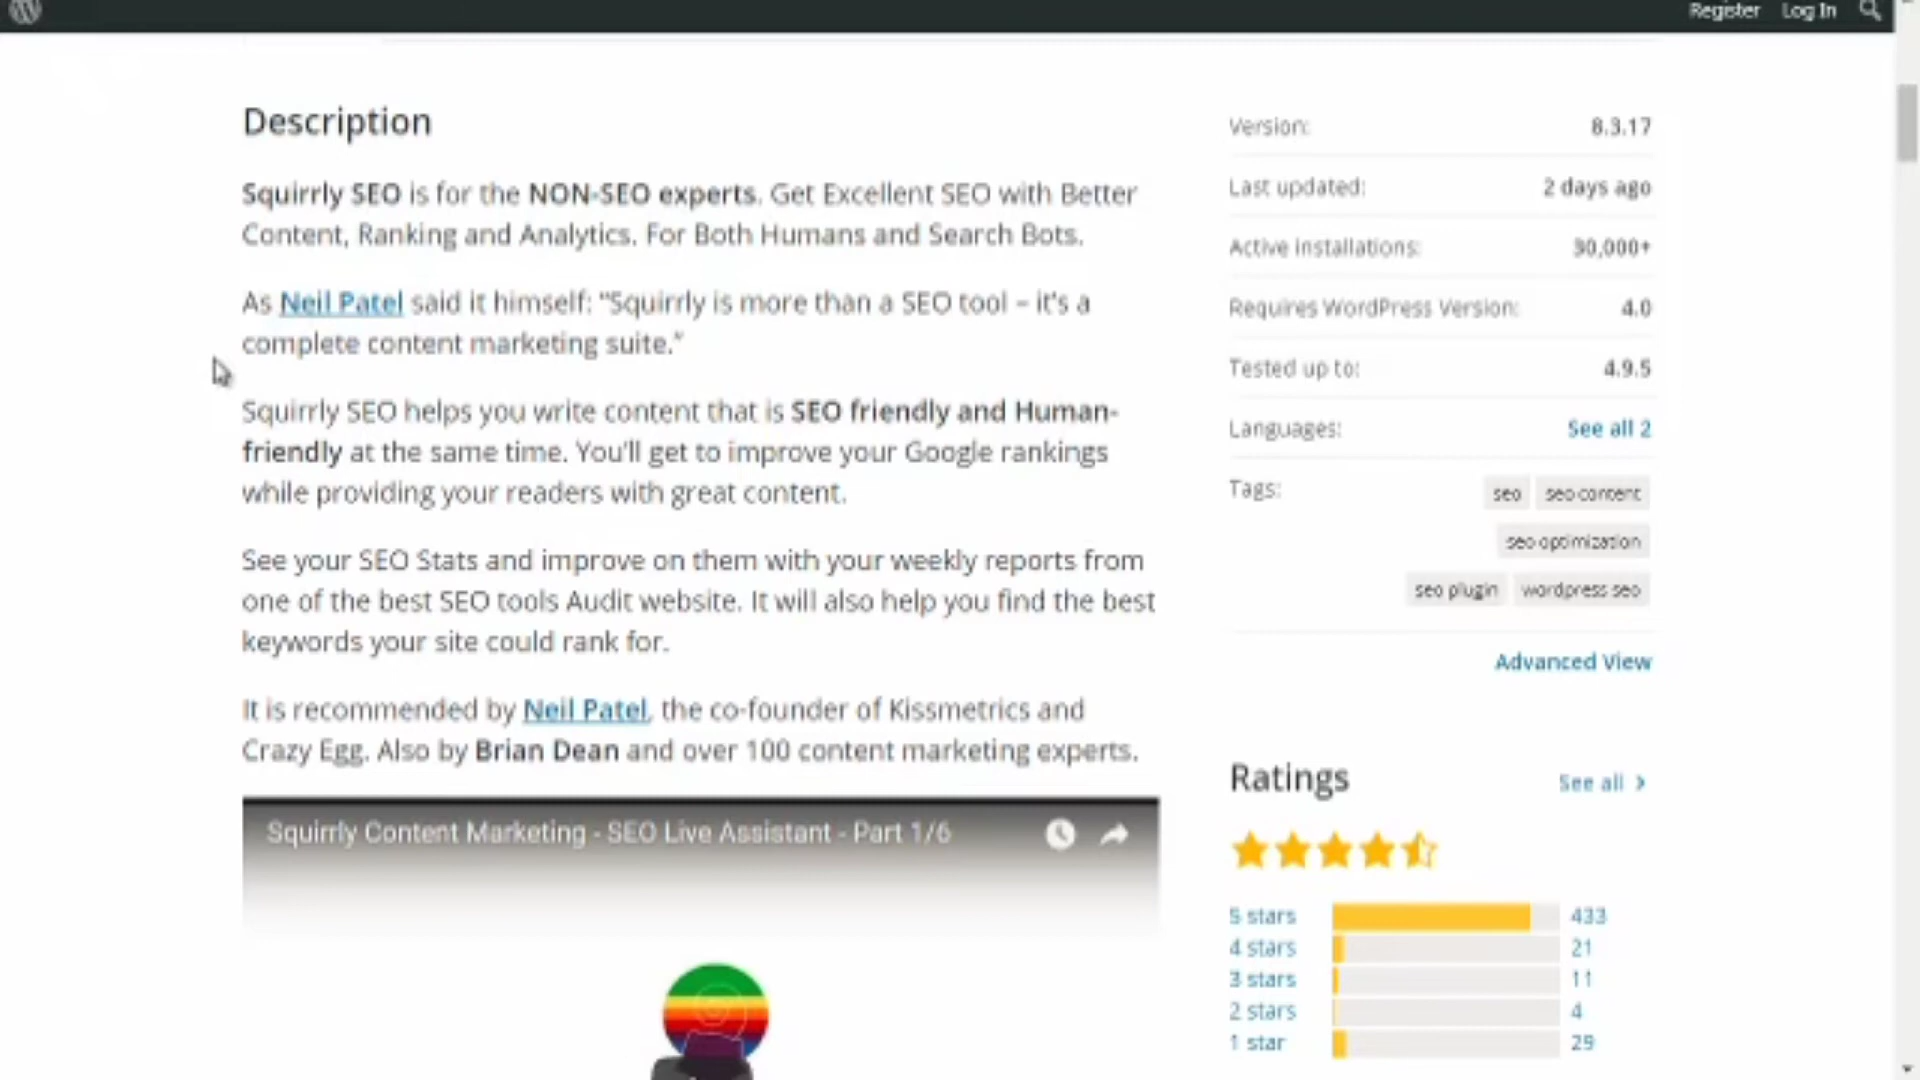 Register Log In
Description
Squirrly SEO is for the NON-SEO experts. Get Excellent SEO with Better
Content, Ranking and Analytics. For Both Humans and Search Bots.
As Neil Patel said it himself: “Squirrly is more than a SEO tool – it’s a
complete content marketing suite.”
Squirrly SEO helps you write content that is SEO friendly and Human-
friendly at the same time. You’ll get to improve your Google rankings
while providing your readers with great content.
See your SEO Stats and improve on them with your weekly reports from
one of the best SEO tools Audit website. It will also help you find the best
keywords your site could rank for.
It is recommended by Neil Patel, the co-founder of Kissmetrics and
Crazy Egg. Also by Brian Dean and over 100 content marketing experts.
Squirrly Content Marketing - SEO Live Assistant - Part 1/6
Version: 8.3.17
Last updated: 2 days ago
Active installations: 30,000+
Requires WordPress Version: 4.0
Tested up to: 4.9.5
Languages: See all 2
Tags: seo seo content
seo optimization
seo plugin wordpress seo
Advanced View
Ratings See all
5 stars 433
4 stars 21
3 stars 11
2 stars 4
1 star 29